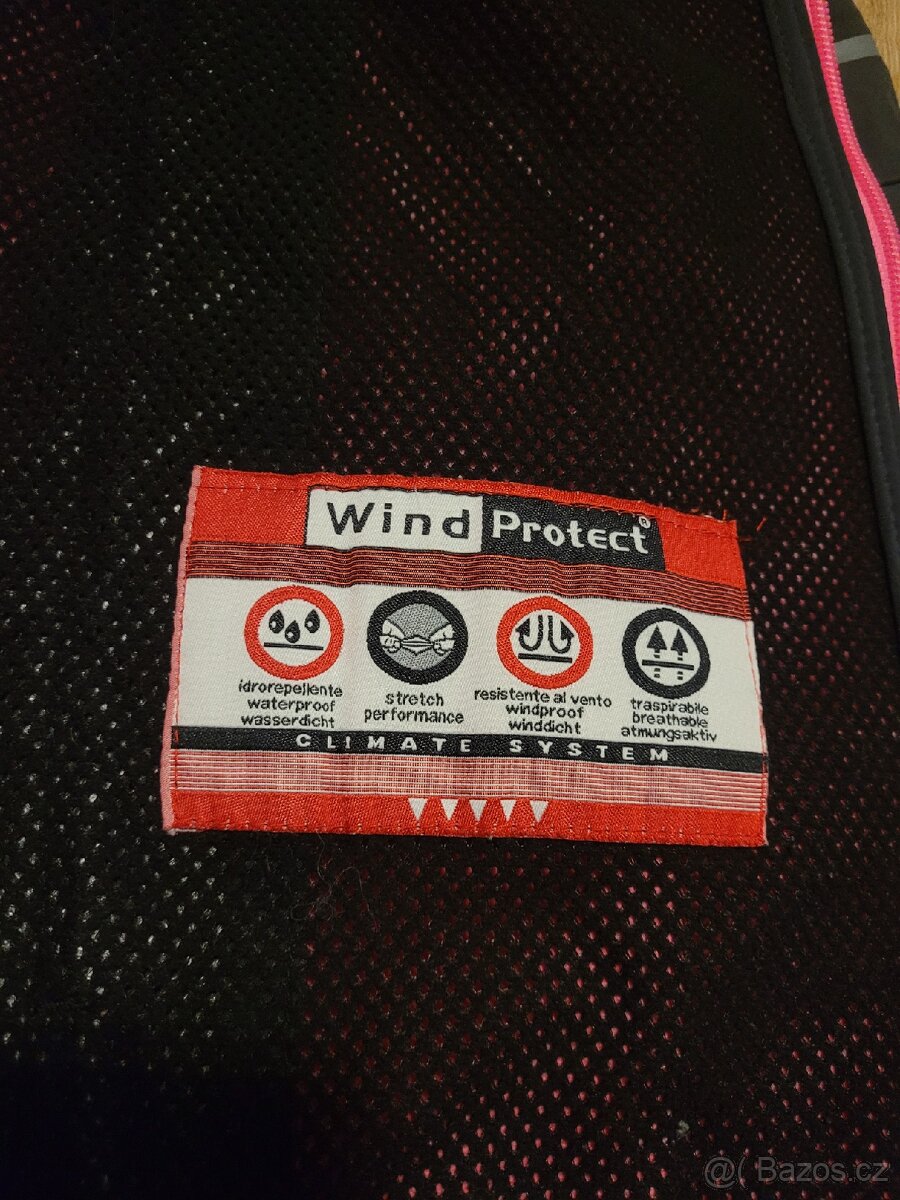 Wind Protect®
idrorepellente
waterproof
wasserdicht
stretch
performance
resistente al vento
windproof
winddicht
traspirabile
breathable
atmungsaktiv
CLIMATE SYSTEM
@( Bazos.cz